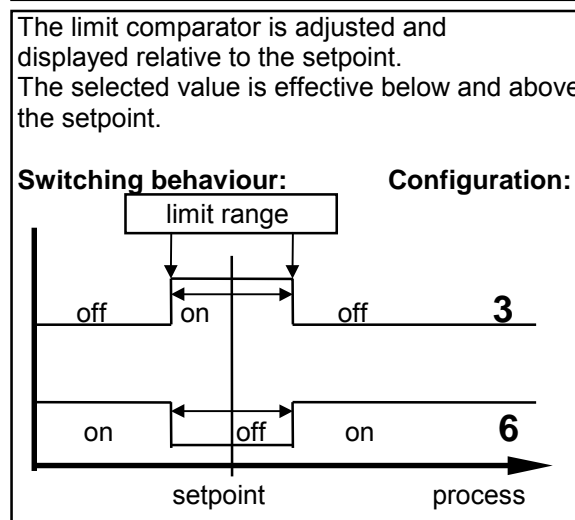 The limit comparator is adjusted and
displayed relative to the setpoint.
The selected value is effective below and above
the setpoint.
Switching behaviour: Configuration:
limit range
off on off 3
on off on 6
setpoint process